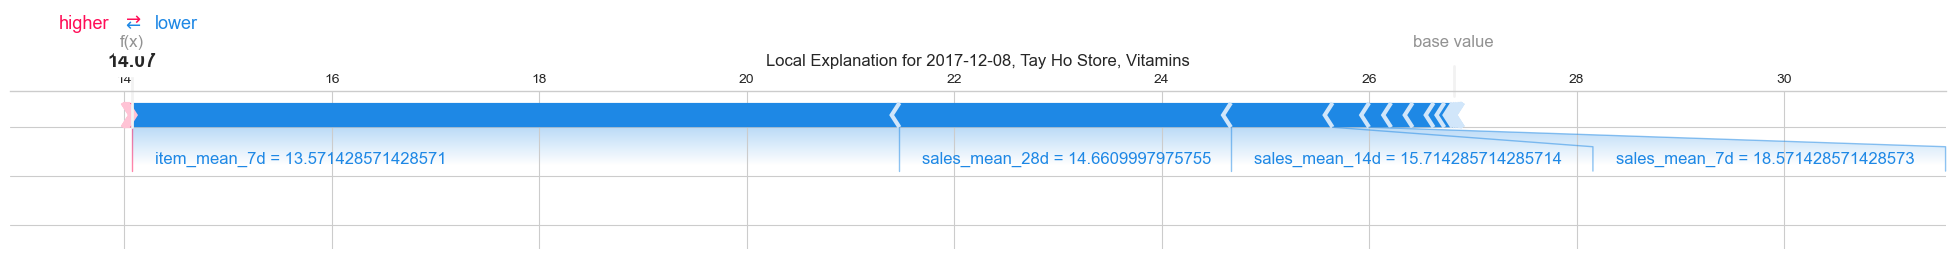 higher ⇄ lower
f(x)
base value
14.07
Local Explanation for 2017-12-08, Tay Ho Store, Vitamins
14 16 18 20 22 24 26 28 30
item_mean_7d = 13.571428571428571
sales_mean_28d = 14.6609997975755
sales_mean_14d = 15.714285714285714
sales_mean_7d = 18.571428571428573